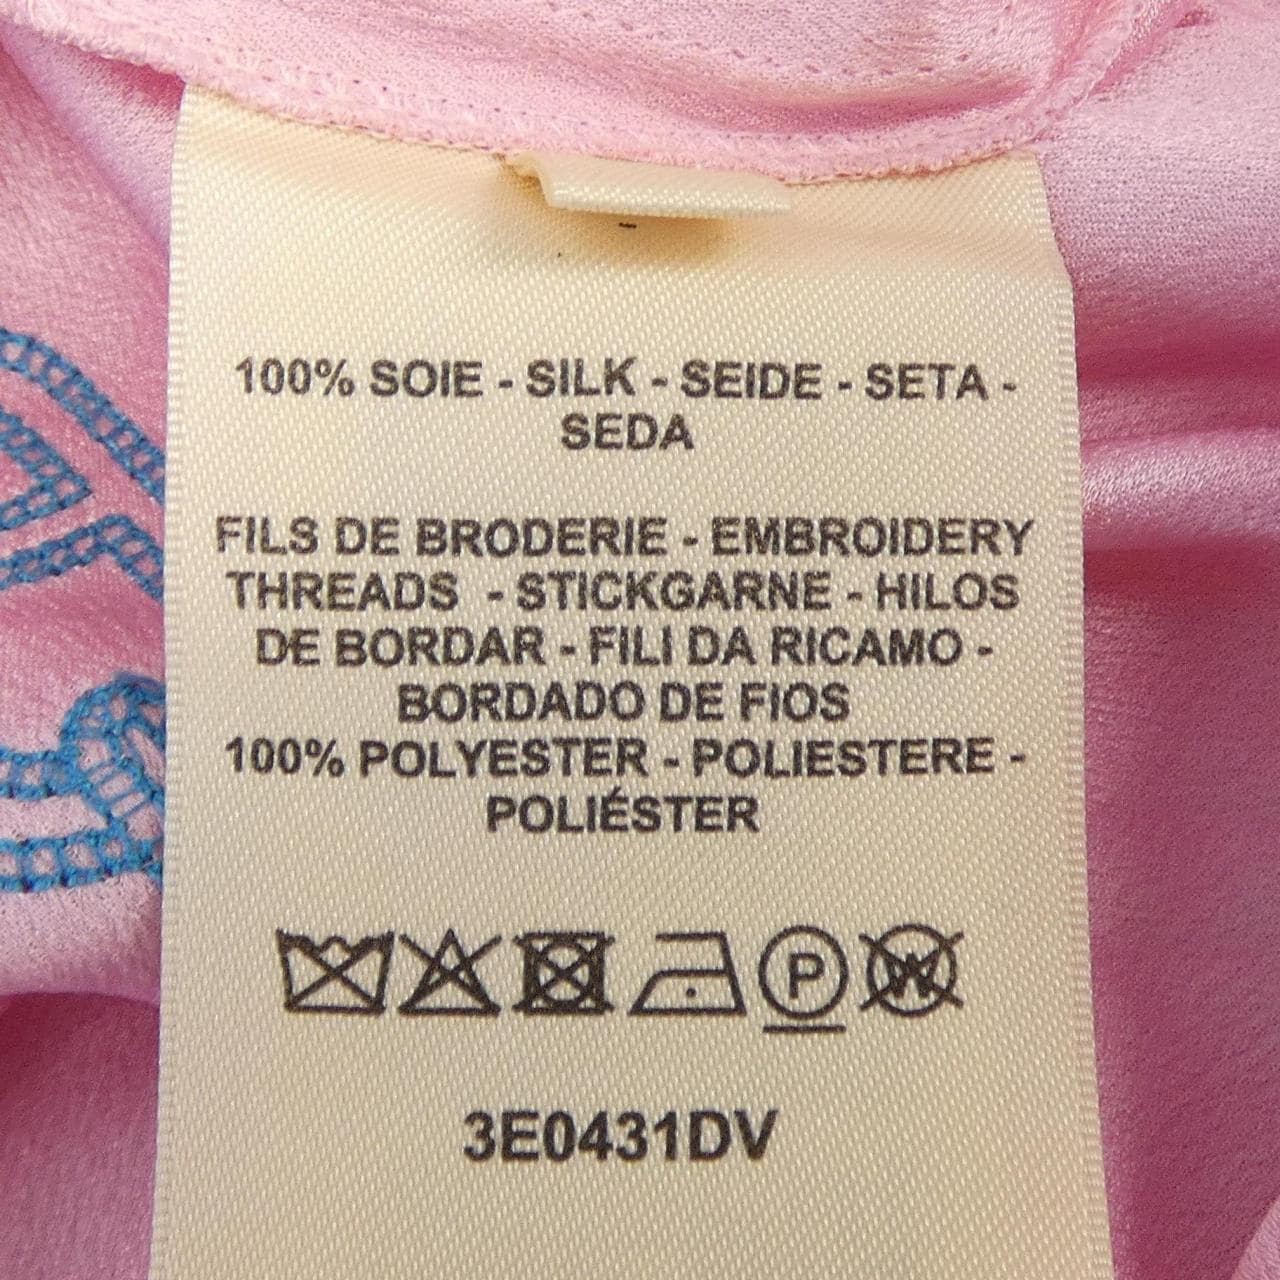 100% SOIE - SILK - SEIDE - SETA -
SEDA
FILS DE BRODERIE - EMBROIDERY
THREADS - STICKGARNE - HILOS
DE BORDAR - FILI DA RICAMO -
BORDADO DE FIOS
100% POLYESTER - POLIESTERE -
POLIÉSTER
P W
3E0431DV